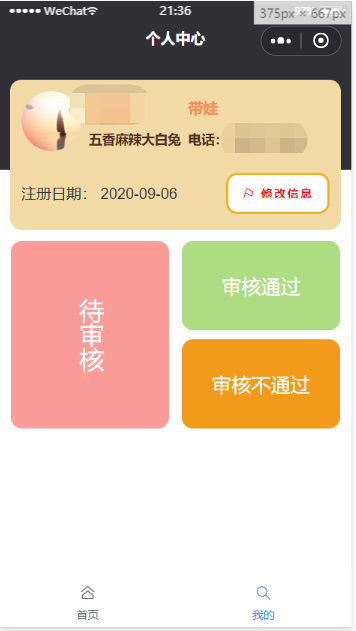 WeChat 21:36
375px × 667px
个人中心
带娃
五香麻辣大白兔 电话：
注册日期： 2020-09-06
修改信息
待审核
审核通过
审核不通过
首页
我的